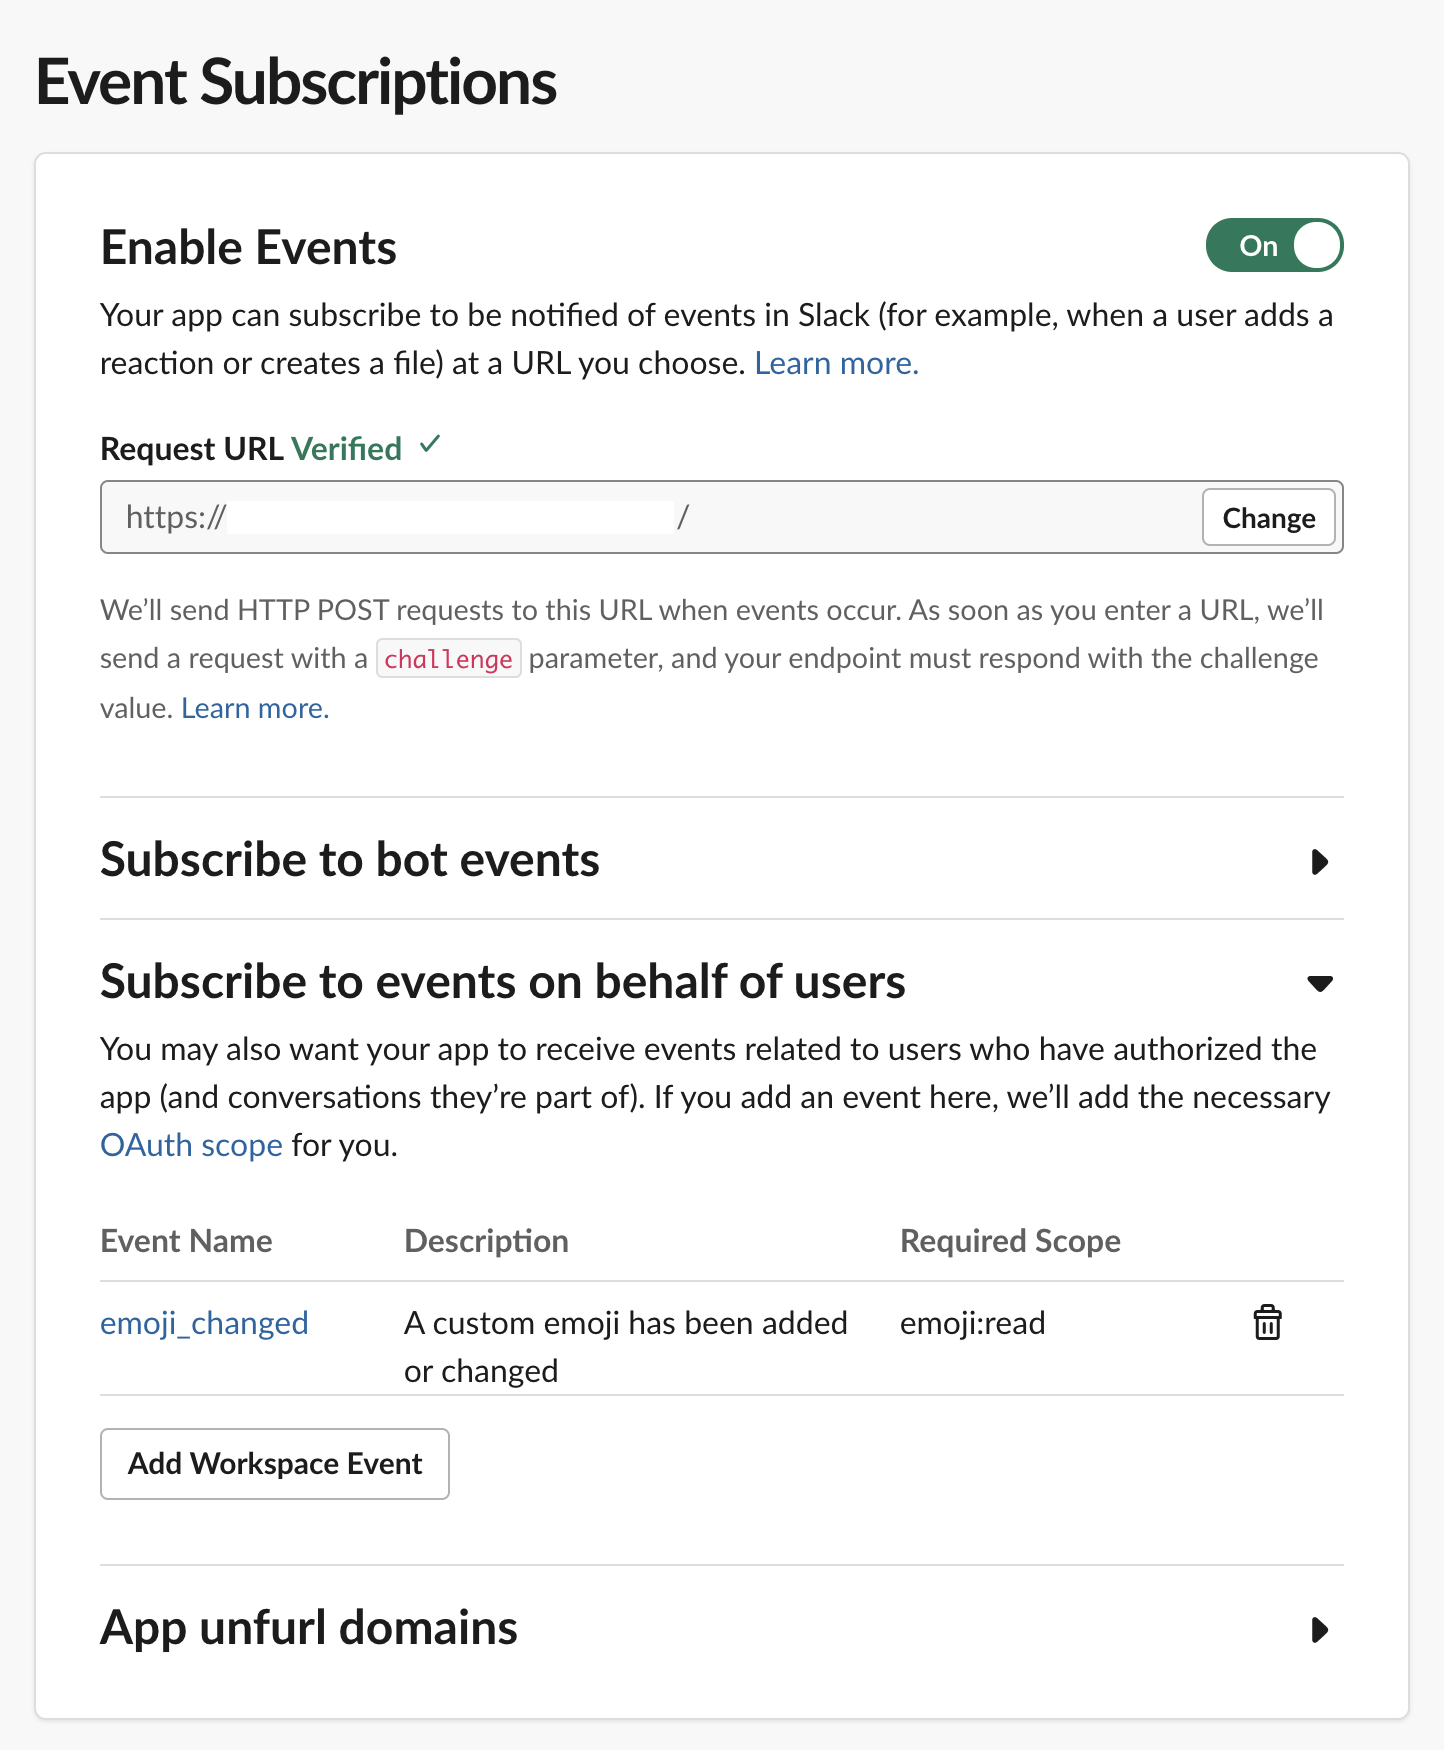 Event Subscriptions
Enable Events
On
Your app can subscribe to be notified of events in Slack (for example, when a user adds a
reaction or creates a file) at a URL you choose. Learn more.
Request URL Verified ✓
https:// /
Change
We’ll send HTTP POST requests to this URL when events occur. As soon as you enter a URL, we’ll
send a request with a challenge parameter, and your endpoint must respond with the challenge
value. Learn more.
Subscribe to bot events
Subscribe to events on behalf of users
You may also want your app to receive events related to users who have authorized the
app (and conversations they’re part of). If you add an event here, we’ll add the necessary
OAuth scope for you.
Event Name Description Required Scope
emoji_changed A custom emoji has been added emoji:read
or changed
Add Workspace Event
App unfurl domains